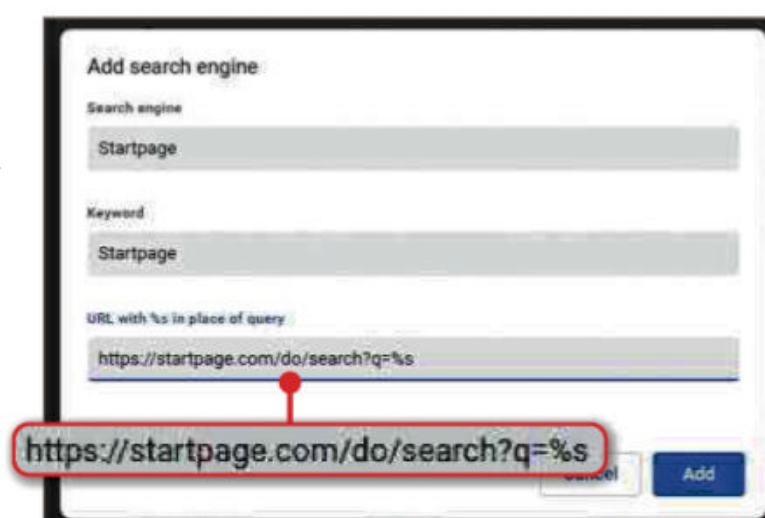 Add search engine
Search engine
Startpage
Keyword
Startpage
URL with %s in place of query
https://startpage.com/do/search?q=%s
https://startpage.com/do/search?q=%s
Cancel Add